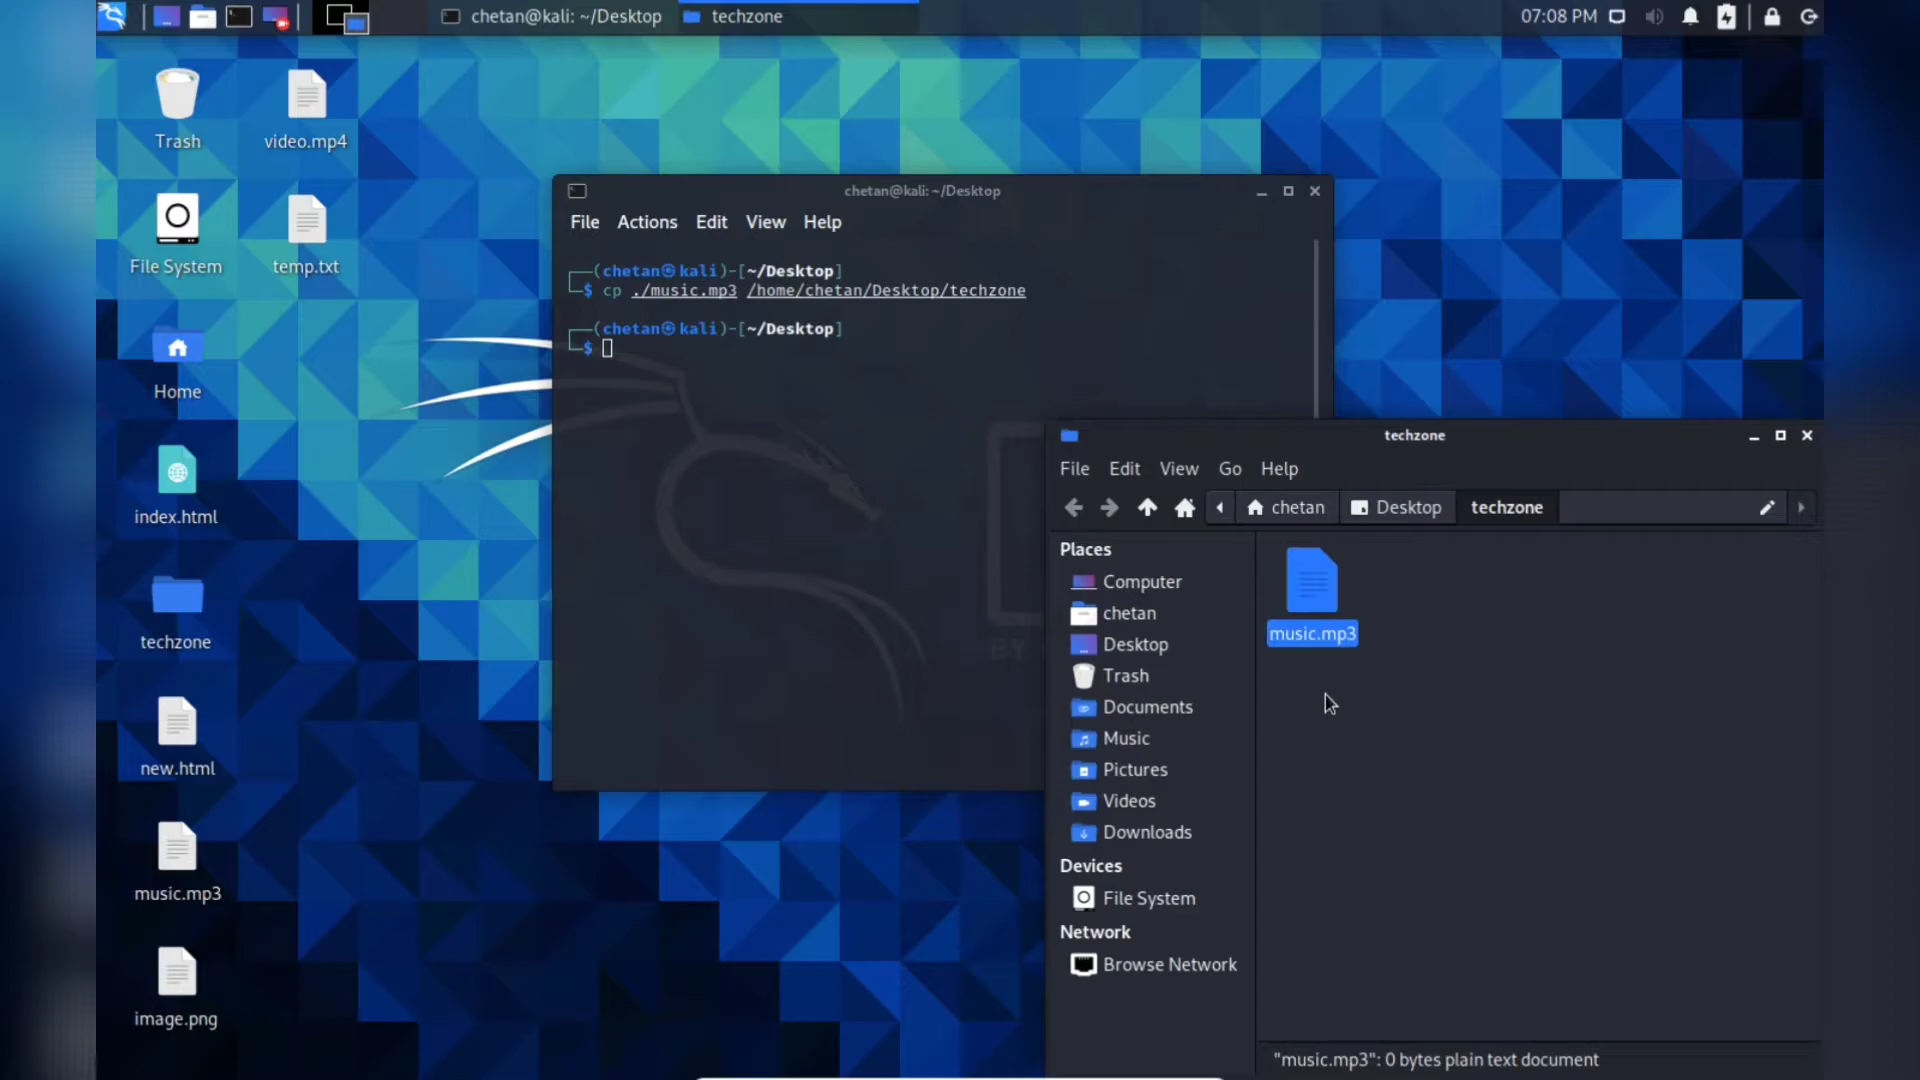 chetan@kali: ~/Desktop
techzone
07:08 PM
Trash
video.mp4
File System
temp.txt
Home
index.html
techzone
new.html
music.mp3
image.png
chetan@kali: ~/Desktop
File Actions Edit View Help
┌──(chetan㉿kali)-[~/Desktop]
└─$ cp ./music.mp3 /home/chetan/Desktop/techzone
┌──(chetan㉿kali)-[~/Desktop]
└─$
BY
techzone
File Edit View Go Help
chetan Desktop techzone
Places
Computer
chetan
Desktop
Trash
Documents
Music
Pictures
Videos
Downloads
Devices
File System
Network
Browse Network
music.mp3
"music.mp3": 0 bytes plain text document